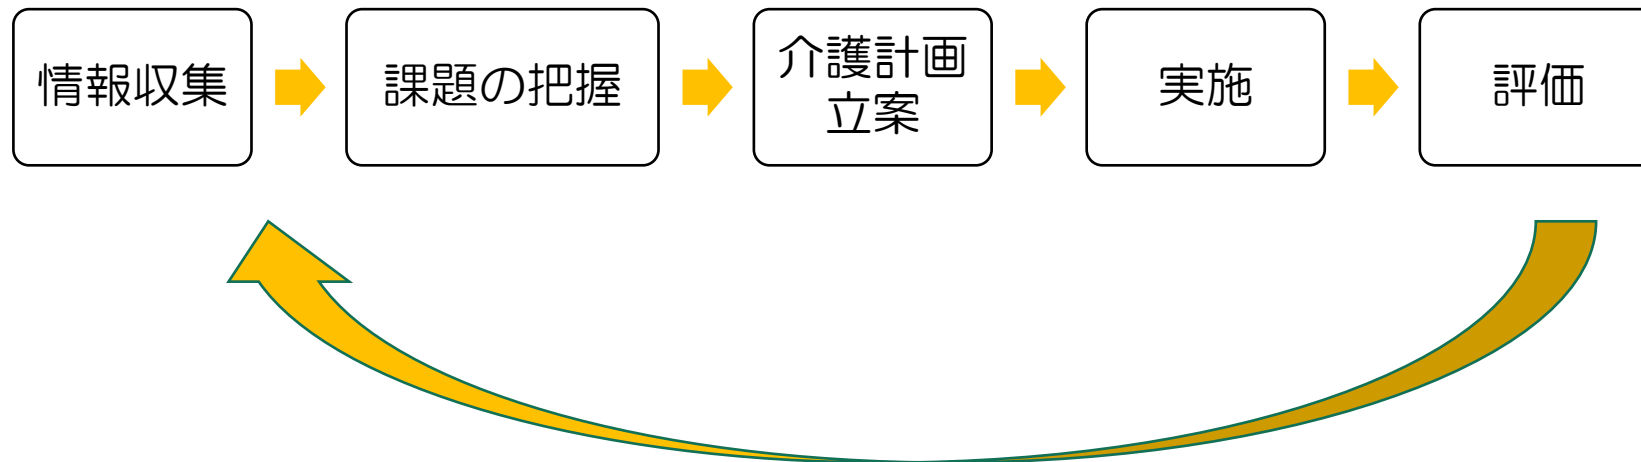 情報収集
課題の把握
介護計画
立案
実施
評価